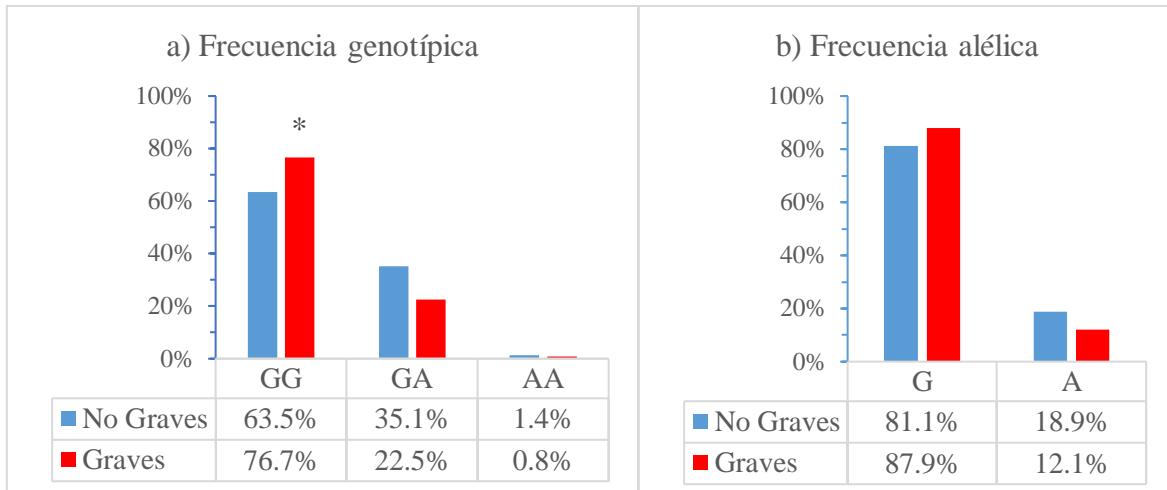 a) Frecuencia genotípica
100%
80%
60%
40%
20%
0%
*
GG GA AA
No Graves 63.5% 35.1% 1.4%
Graves 76.7% 22.5% 0.8%
b) Frecuencia alélica
100%
80%
60%
40%
20%
0%
G A
No Graves 81.1% 18.9%
Graves 87.9% 12.1%